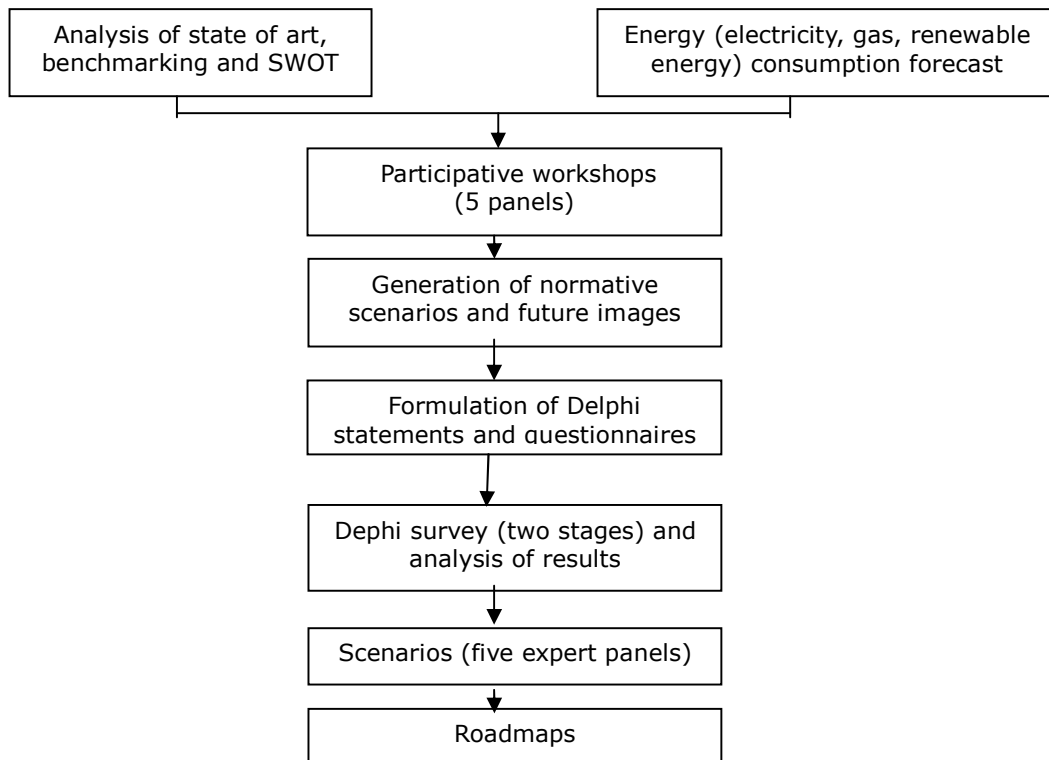 Analysis of state of art,
benchmarking and SWOT
Energy (electricity, gas, renewable
energy) consumption forecast
Participative workshops
(5 panels)
Generation of normative
scenarios and future images
Formulation of Delphi
statements and questionnaires
Dephi survey (two stages) and
analysis of results
Scenarios (five expert panels)
Roadmaps